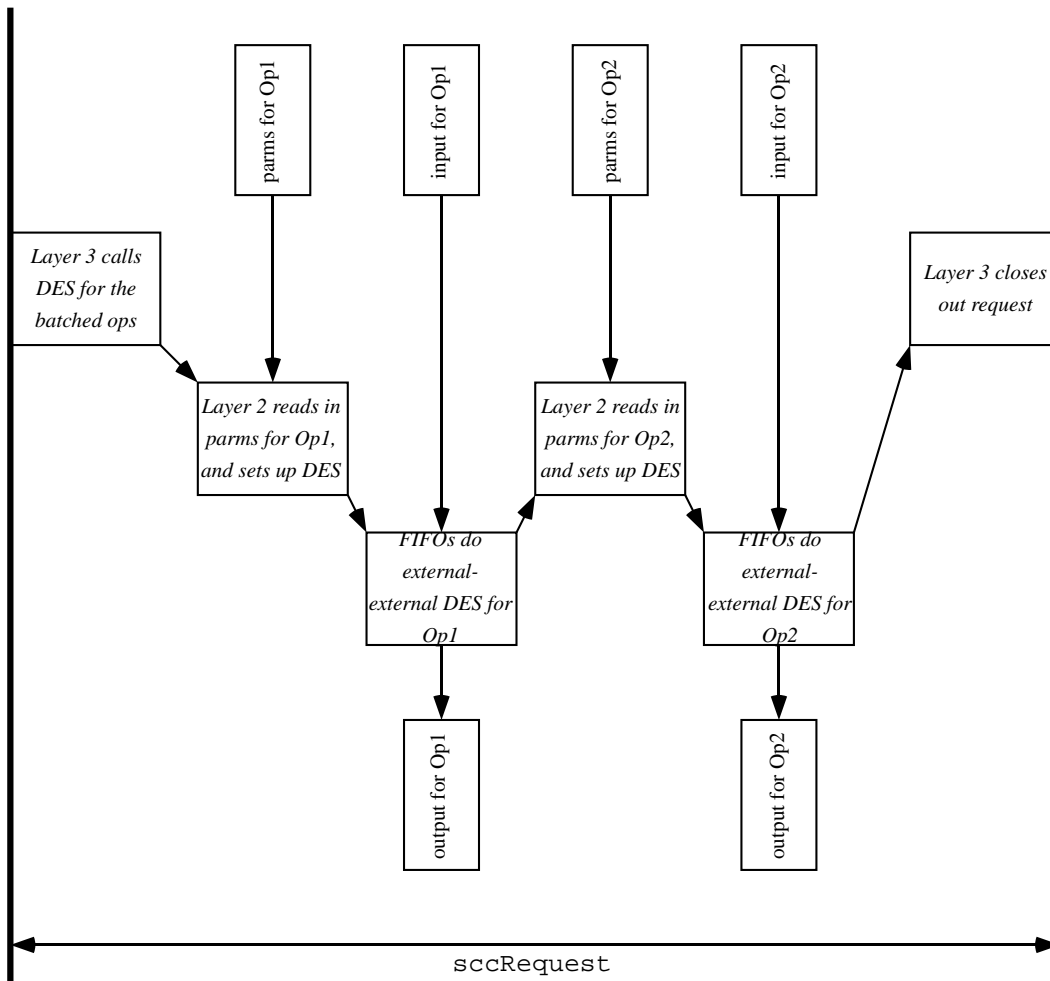 parms for Op1
input for Op1
parms for Op2
input for Op2
Layer 3 calls
DES for the
batched ops
Layer 3 closes
out request
Layer 2 reads in
parms for Op1,
and sets up DES
Layer 2 reads in
parms for Op2,
and sets up DES
FIFOs do
external-
external DES for
Op1
FIFOs do
external-
external DES for
Op2
output for Op1
output for Op2
sccRequest